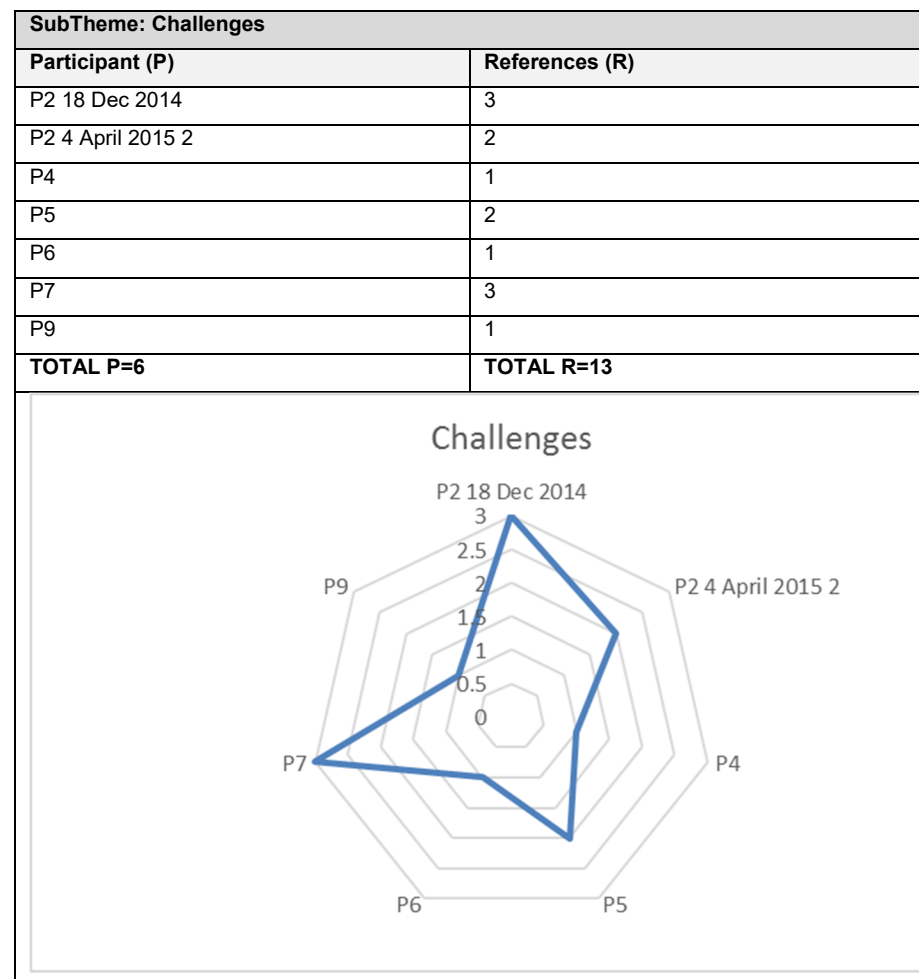 SubTheme: Challenges
Participant (P) References (R)
P2 18 Dec 2014 3
P2 4 April 2015 2 2
P4 1
P5 2
P6 1
P7 3
P9 1
TOTAL P=6 TOTAL R=13
Challenges
P2 18 Dec 2014
3
2.5
P9 2 P2 4 April 2015 2
1.5
1
0.5
0
P7 P4
P6 P5